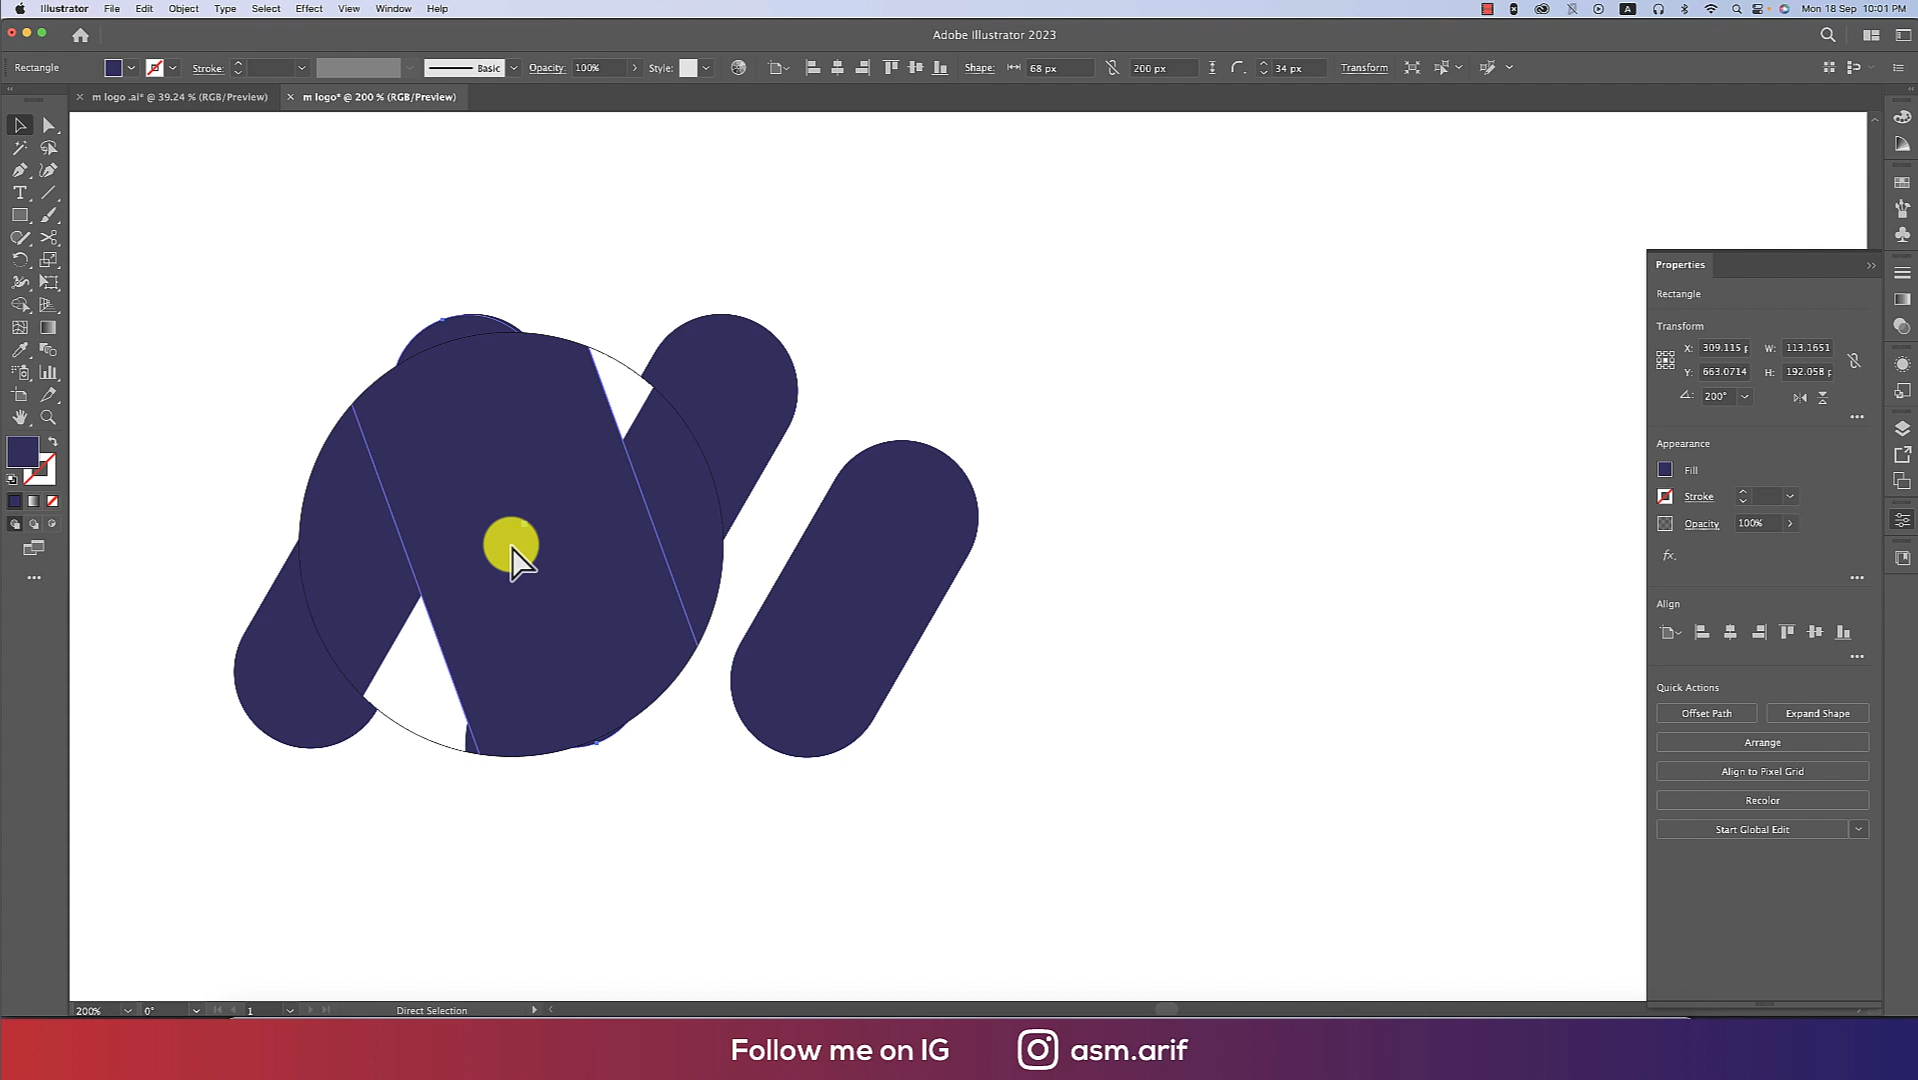 Illustrator File Edit Object Type Select Effect View Window Help
A Mon 18 Sep 10:01 PM
Adobe Illustrator 2023
Rectangle Stroke: Basic Opacity: 100% Style: Shape: 68 px 200 px 34 px Transform
m logo .ai* @ 39.24 % (RGB/Preview)
m logo* @ 200 % (RGB/Preview)
Properties
Rectangle
Transform
X: 309.115 p W: 113.1651
Y: 663.0714 H: 192.058 p
200°
Appearance
Fill
Stroke
Opacity 100%
fx.
Align
Quick Actions
Offset Path Expand Shape
Arrange
Align to Pixel Grid
Recolor
Start Global Edit
200% 0° 1 Direct Selection
Follow me on IG asm.arif